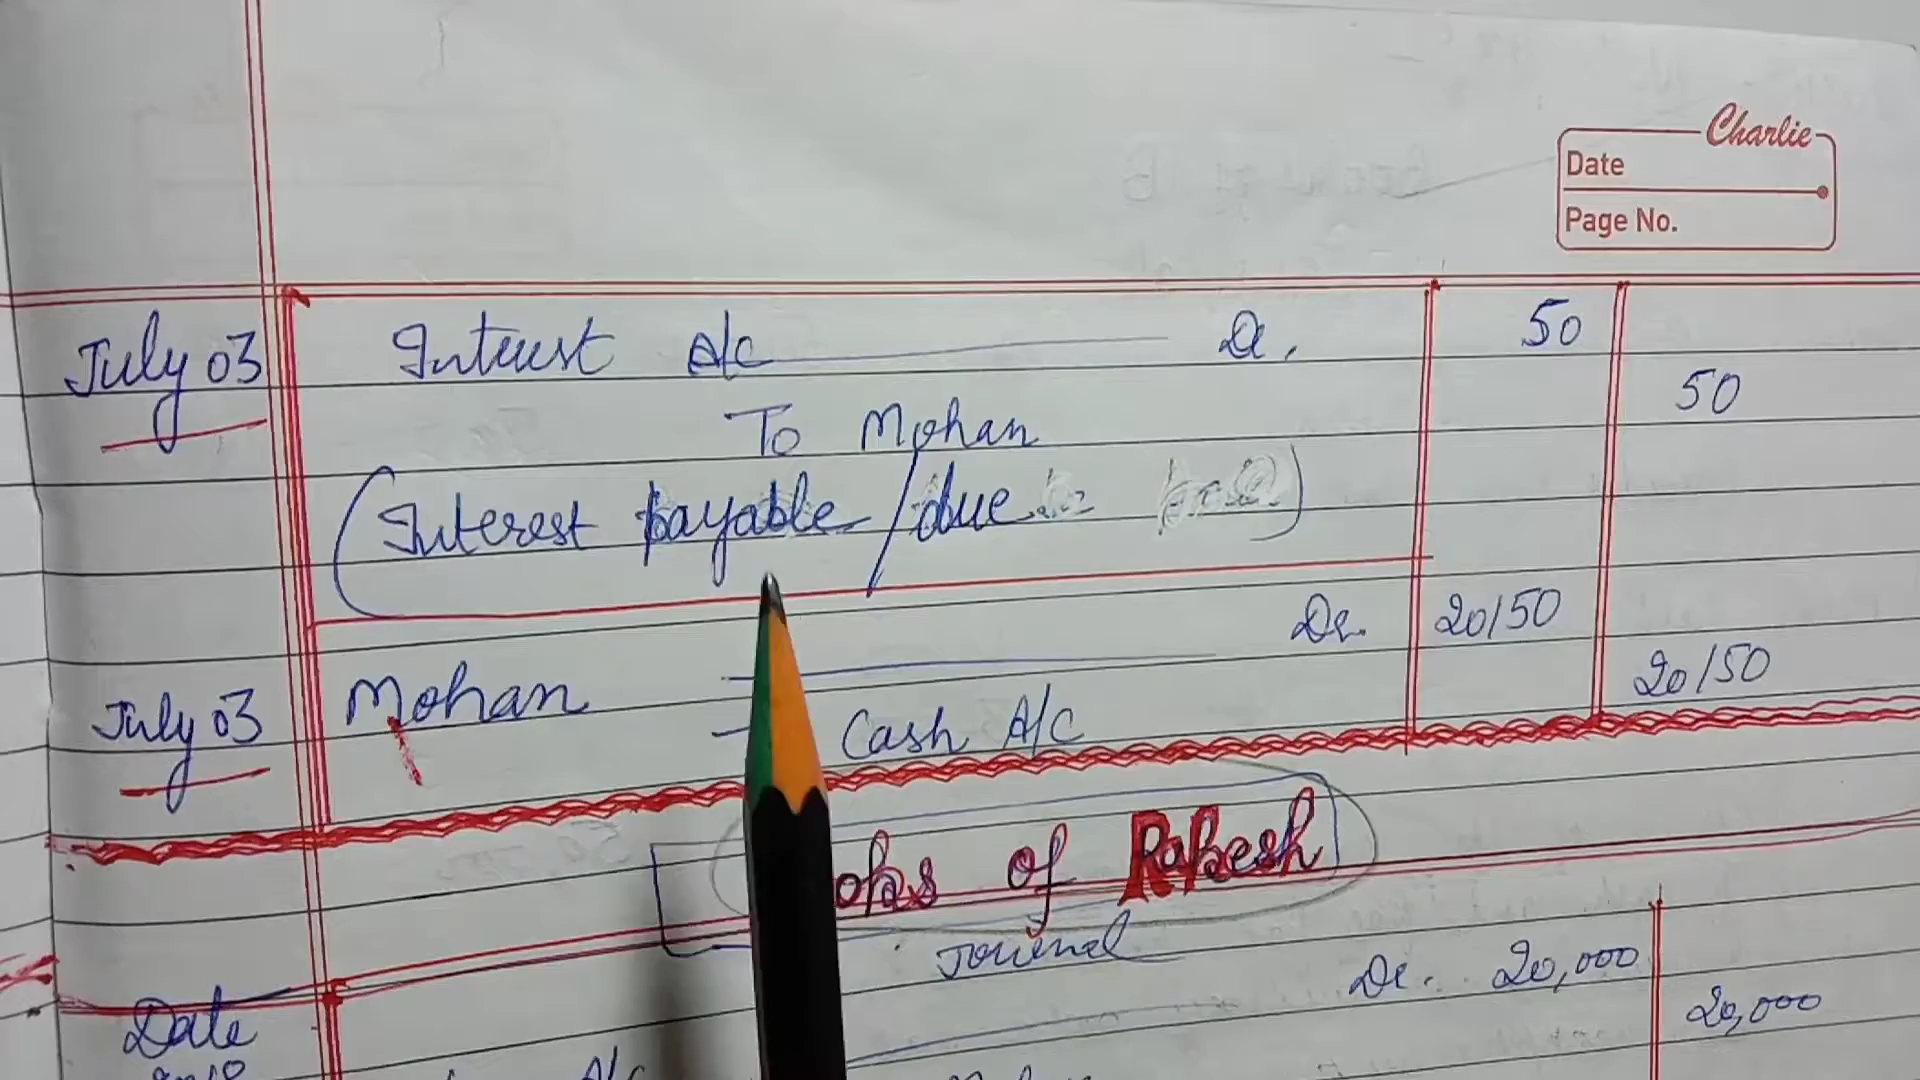 Charlie
Date
Page No.
July 03 Interest A/c Dr. 50
To Mohan 50
(Interest payable/due)
July 03 Mohan Dr. 20150
Cash A/c 20150
of Rakesh
Journal
Date Dr. 20,000
20,000
A/c